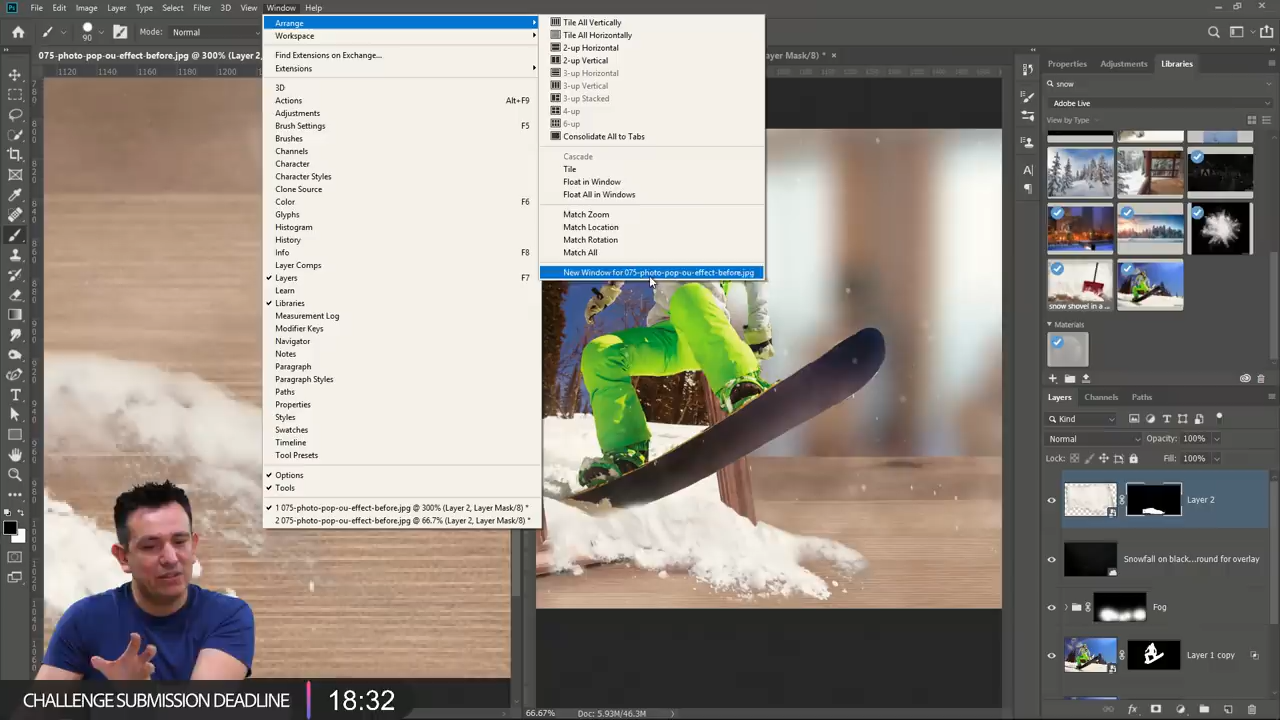 File Edit Image Layer Type Select Filter 3D View Window Help
90 Mode: Normal
075-photo-pop-ou-effect-before.jpg @ 300% (Layer 2,
ayer Mask/8) * ×
1120 1140 1160 1180 1200
Arrange
Workspace
Find Extensions on Exchange...
Extensions
3D
Actions Alt+F9
Adjustments
Brush Settings F5
Brushes
Channels
Character
Character Styles
Clone Source
Color F6
Glyphs
Histogram
History
Info F8
Layer Comps
Layers F7
Learn
Libraries
Measurement Log
Modifier Keys
Navigator
Notes
Paragraph
Paragraph Styles
Paths
Properties
Styles
Swatches
Timeline
Tool Presets
Options
Tools
1 075-photo-pop-ou-effect-before.jpg @ 300% (Layer 2, Layer Mask/8) *
2 075-photo-pop-ou-effect-before.jpg @ 66.7% (Layer 2, Layer Mask/8) *
Tile All Vertically
Tile All Horizontally
2-up Horizontal
2-up Vertical
3-up Horizontal
3-up Vertical
3-up Stacked
4-up
6-up
Consolidate All to Tabs
Cascade
Tile
Float in Window
Float All in Windows
Match Zoom
Match Location
Match Rotation
Match All
New Window for 075-photo-pop-ou-effect-before.jpg
Properties Adjustments Libraries
snow
Adobe Live
View by Type
snow shovel in a ...
Materials
Layers Channels Paths
Kind
Normal Opacity: 100%
Lock: Fill: 100%
Layer 2
Snowfall on black...round for overlay
Fog
Layer 1 copy
66.67% Doc: 5.93M/46.3M
CHALLENGE SUBMISSION DEADLINE 18:32